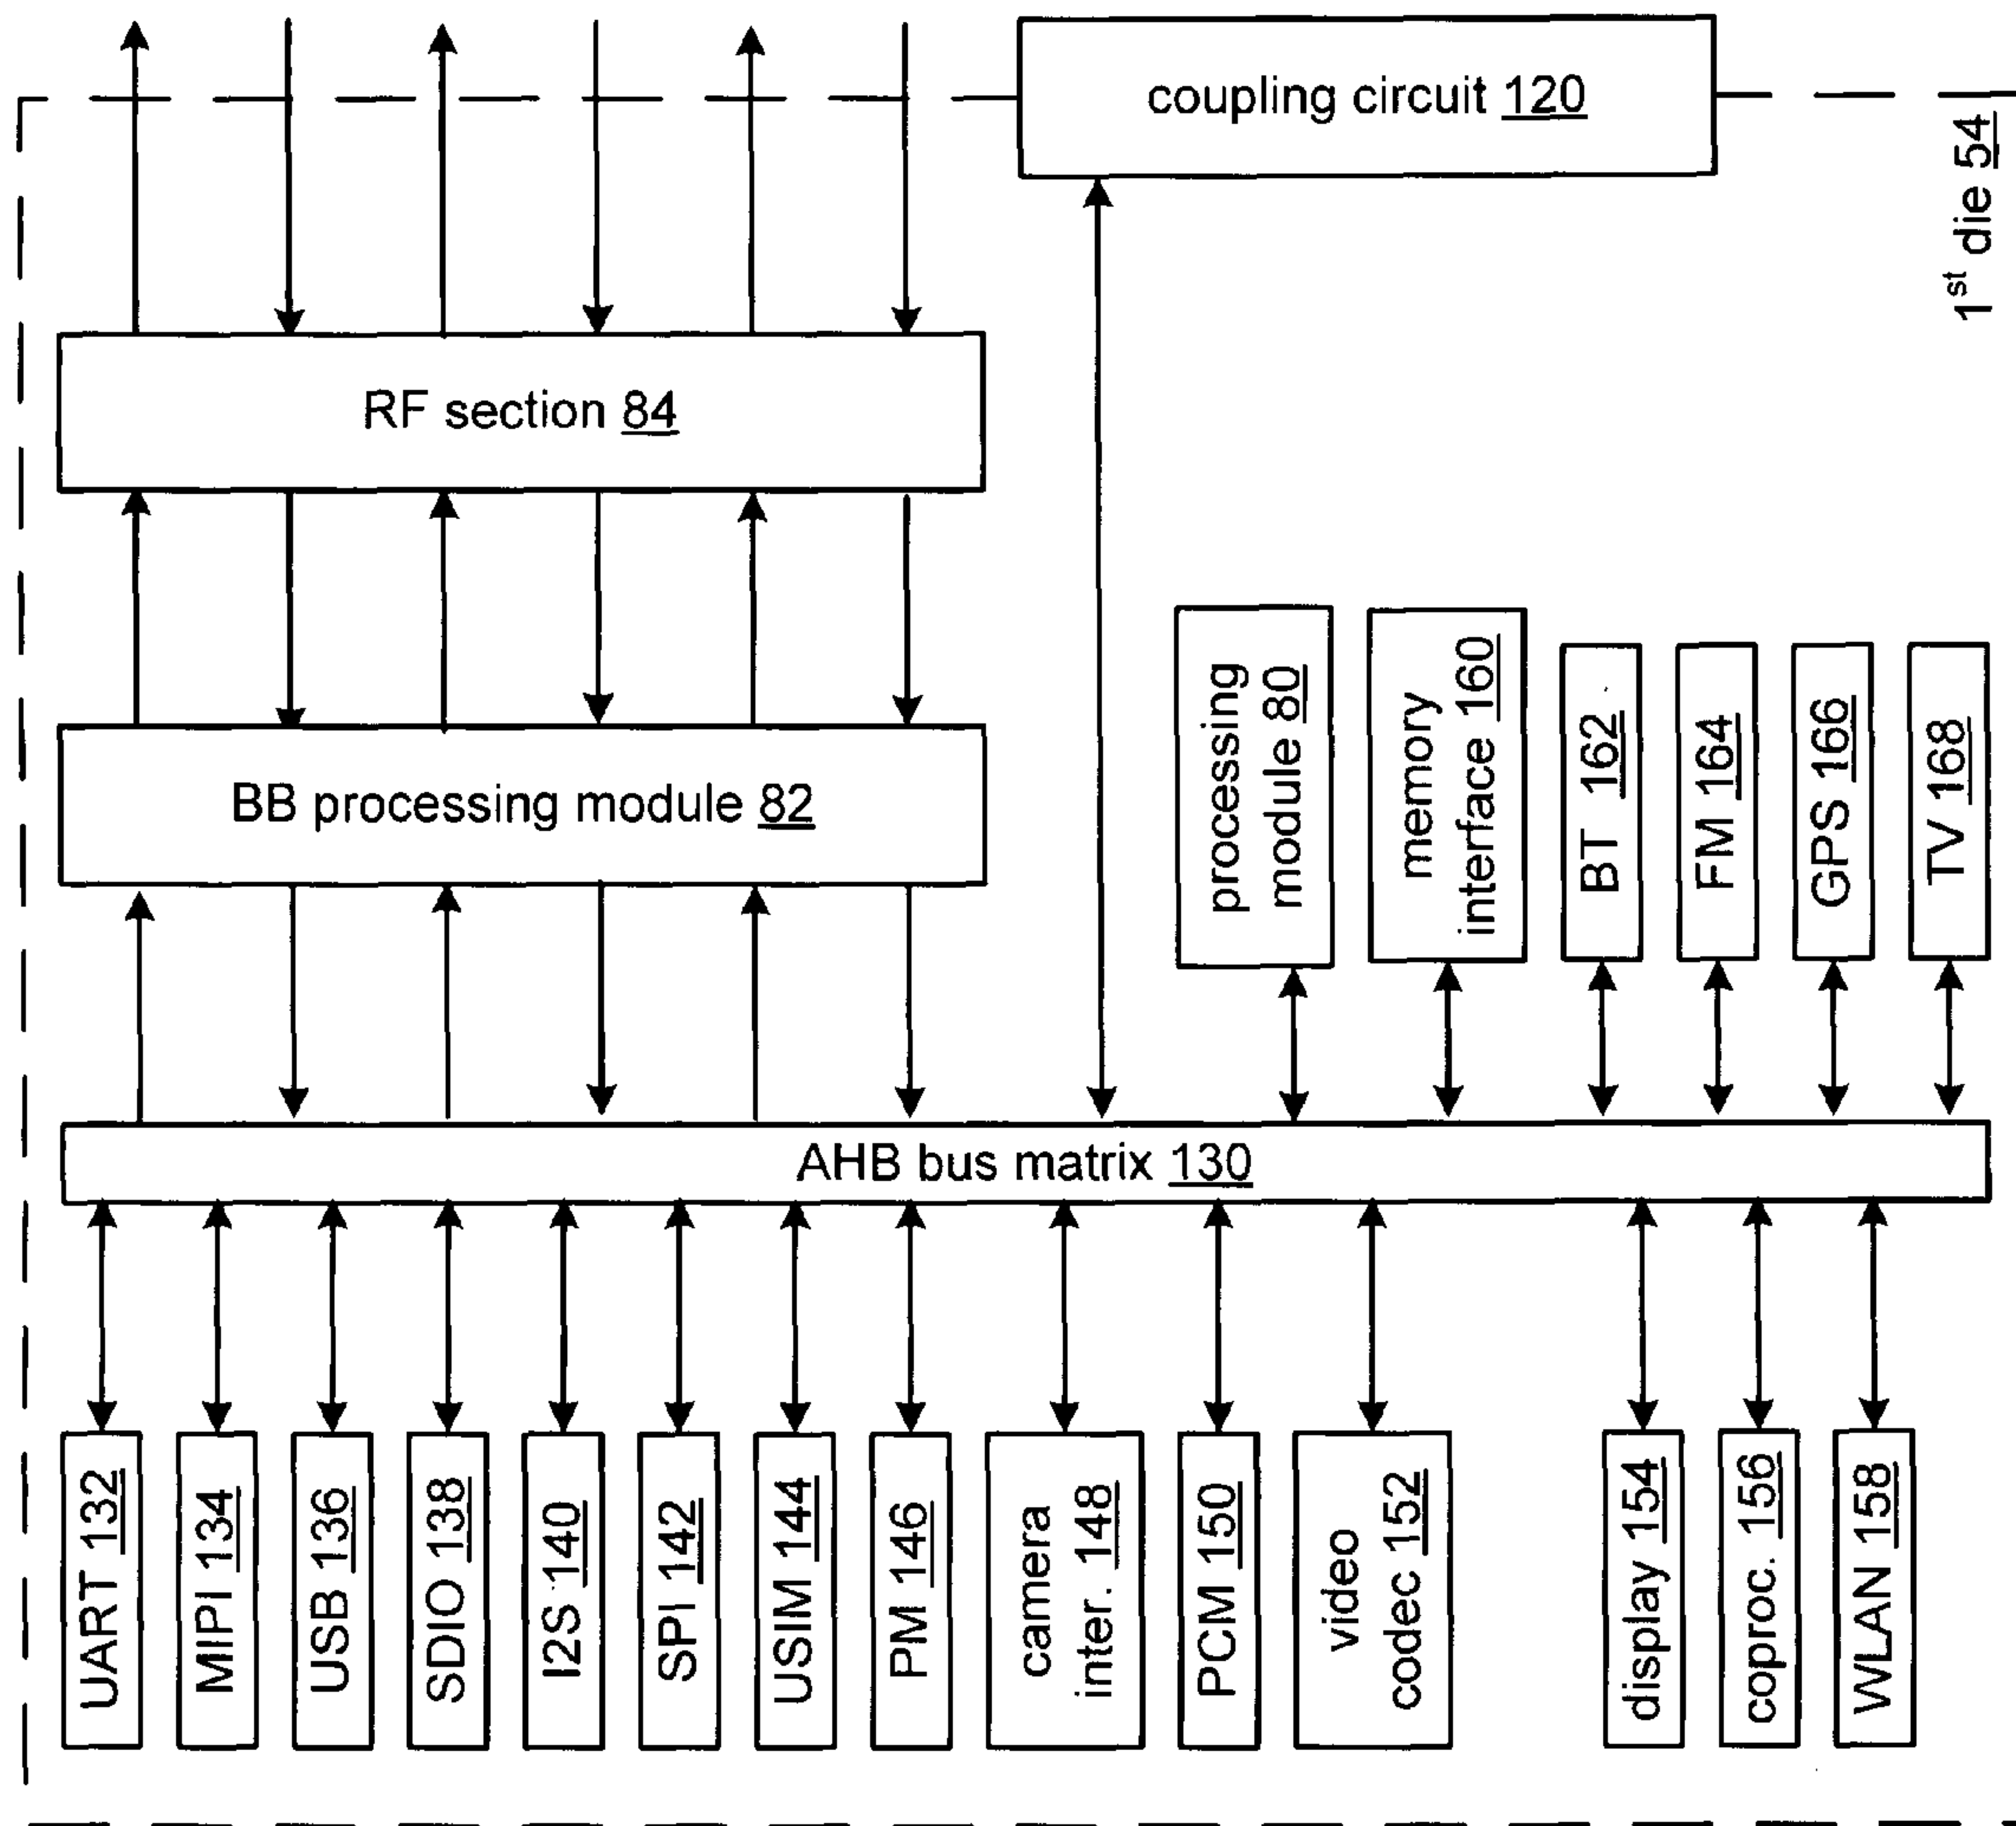 coupling circuit 120
1st die 54
RF section 84
BB processing module 82
processing
module 80
memory
interface 160
BT 162
FM 164
GPS 166
TV 168
AHB bus matrix 130
UART 132
MIPI 134
USB 136
SDIO 138
I2S 140
SPI 142
USIM 144
PM 146
camera
inter. 148
PCM 150
video
codec 152
display 154
coproc. 156
WLAN 158